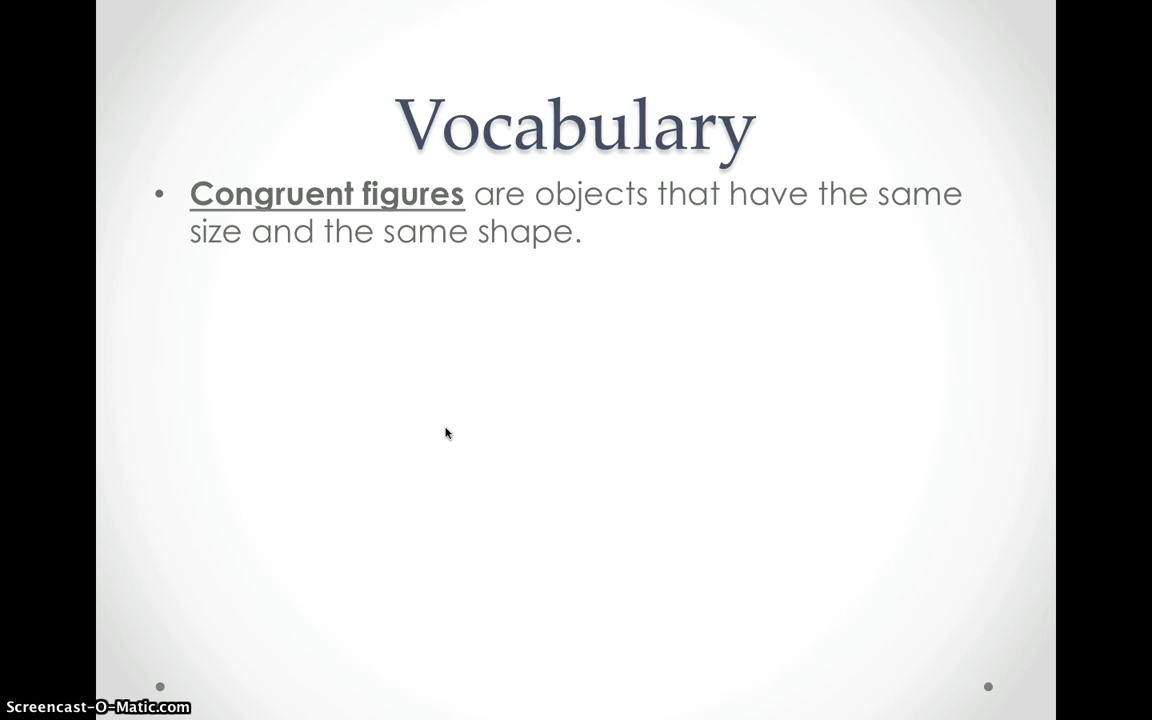 Vocabulary
• Congruent figures are objects that have the same
size and the same shape.
Screencast-O-Matic.com